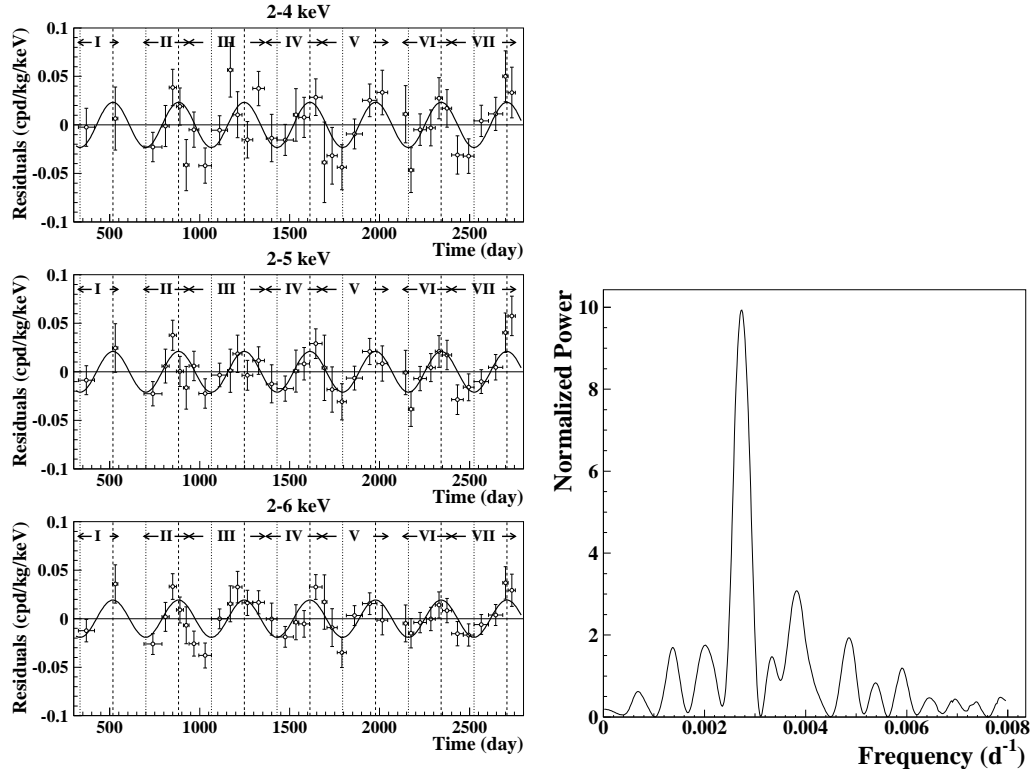 2-4 keV
Residuals (cpd/kg/keV)
0.1
0.05
0
-0.05
-0.1
I II III IV V VI VII
500 1000 1500 2000 2500
Time (day)
2-5 keV
Residuals (cpd/kg/keV)
0.1
0.05
0
-0.05
-0.1
I II III IV V VI VII
500 1000 1500 2000 2500
Time (day)
2-6 keV
Residuals (cpd/kg/keV)
0.1
0.05
0
-0.05
-0.1
I II III IV V VI VII
500 1000 1500 2000 2500
Time (day)
Normalized Power
10
8
6
4
2
0
0 0.002 0.004 0.006 0.008
Frequency (d⁻¹)